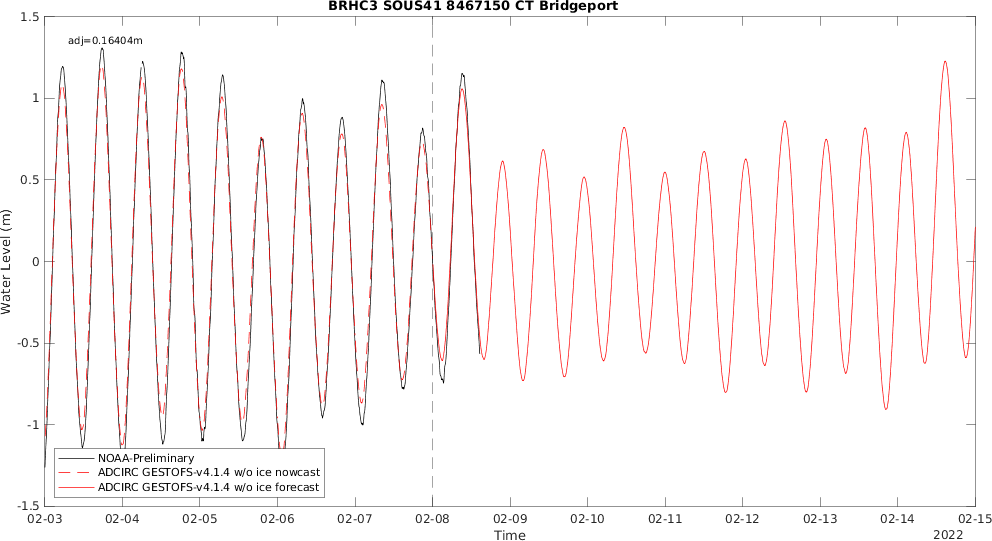 BRHC3 SOUS41 8467150 CT Bridgeport
adj=0.16404m
1.5
1
0.5
0
-0.5
-1
-1.5
Water Level (m)
NOAA-Preliminary
ADCIRC GESTOFS-v4.1.4 w/o ice nowcast
ADCIRC GESTOFS-v4.1.4 w/o ice forecast
02-03 02-04 02-05 02-06 02-07 02-08 02-09 02-10 02-11 02-12 02-13 02-14 02-15
Time
2022